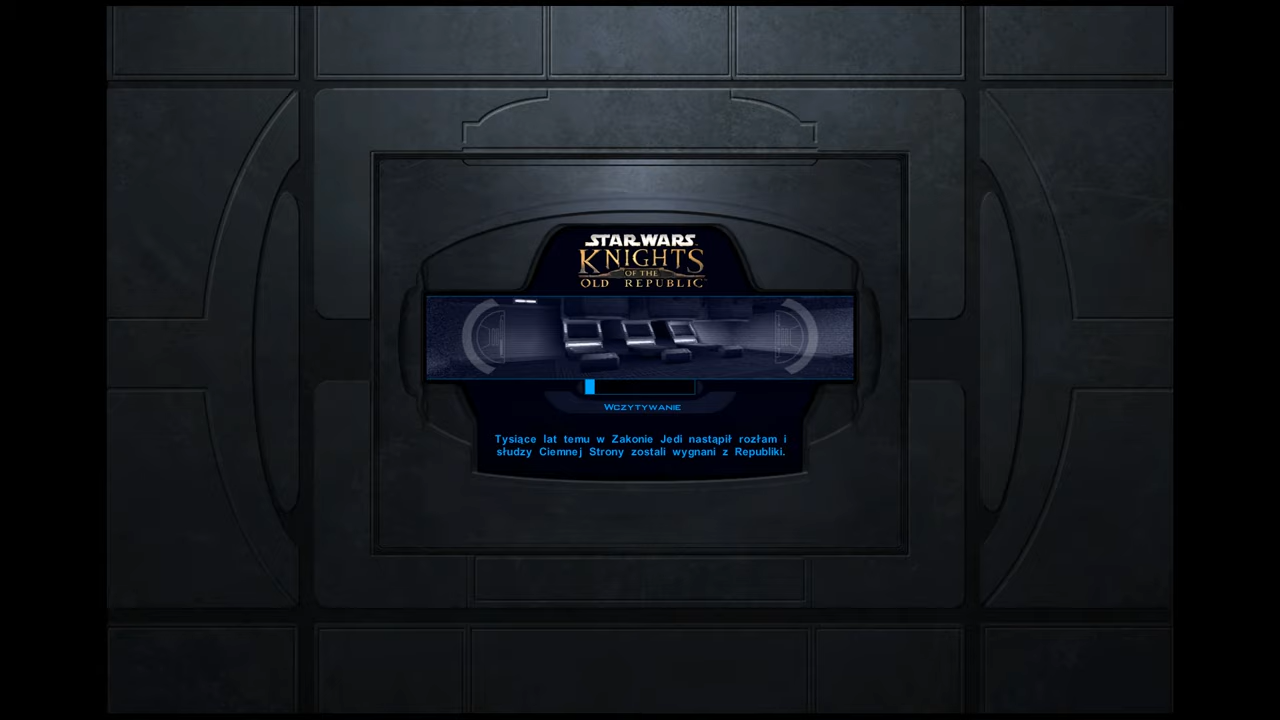 STAR WARS
KNIGHTS
OF THE
OLD REPUBLIC
WCZYTYWANIE
Tysiące lat temu w Zakonie Jedi nastąpił rozłam i
słudzy Ciemnej Strony zostali wygnani z Republiki.